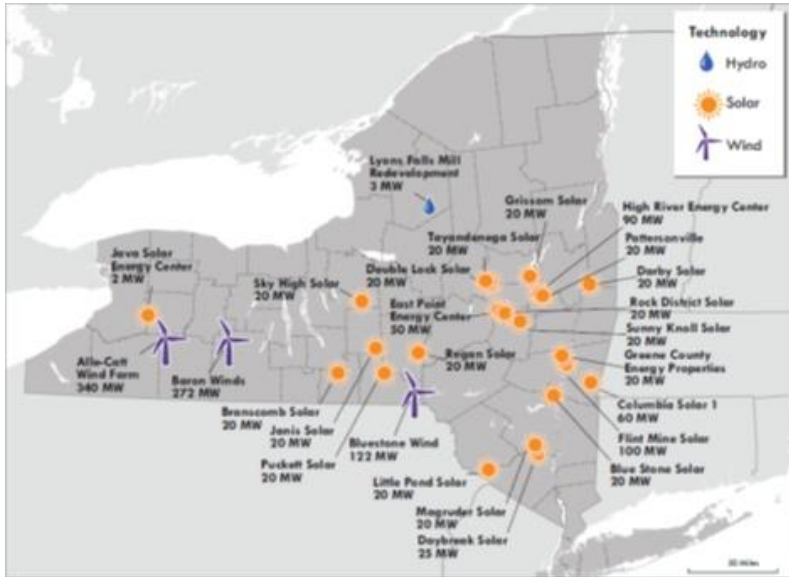 Technology
Hydro
Solar
Wind
Lyons Falls Mill
Redevelopment
3 MW
Grissom Solar
20 MW
High River Energy Center
90 MW
Tayandenega Solar
20 MW
Pattersonville
20 MW
Java Solar
Energy Center
2 MW
Sky High Solar
20 MW
Double Lock Solar
20 MW
Darby Solar
20 MW
East Point
Energy Center
50 MW
Rock District Solar
20 MW
Sunny Knoll Solar
20 MW
Alle-Catt
Wind Farm
340 MW
Baron Winds
272 MW
Regan Solar
20 MW
Greene County
Energy Properties
20 MW
Branscomb Solar
20 MW
Janis Solar
20 MW
Puckett Solar
20 MW
Bluestone Wind
122 MW
Columbia Solar 1
60 MW
Flint Mine Solar
100 MW
Blue Stone Solar
20 MW
Little Pond Solar
20 MW
Magruder Solar
20 MW
Daybreak Solar
25 MW
50 Miles